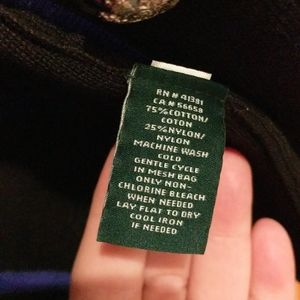 RN # 41381
CA # 56658
75% COTTON/
COTON
25% NYLON/
NYLON
MACHINE WASH
COLD
GENTLE CYCLE
IN MESH BAG
ONLY NON-
CHLORINE BLEACH
WHEN NEEDED
LAY FLAT TO DRY
COOL IRON
IF NEEDED